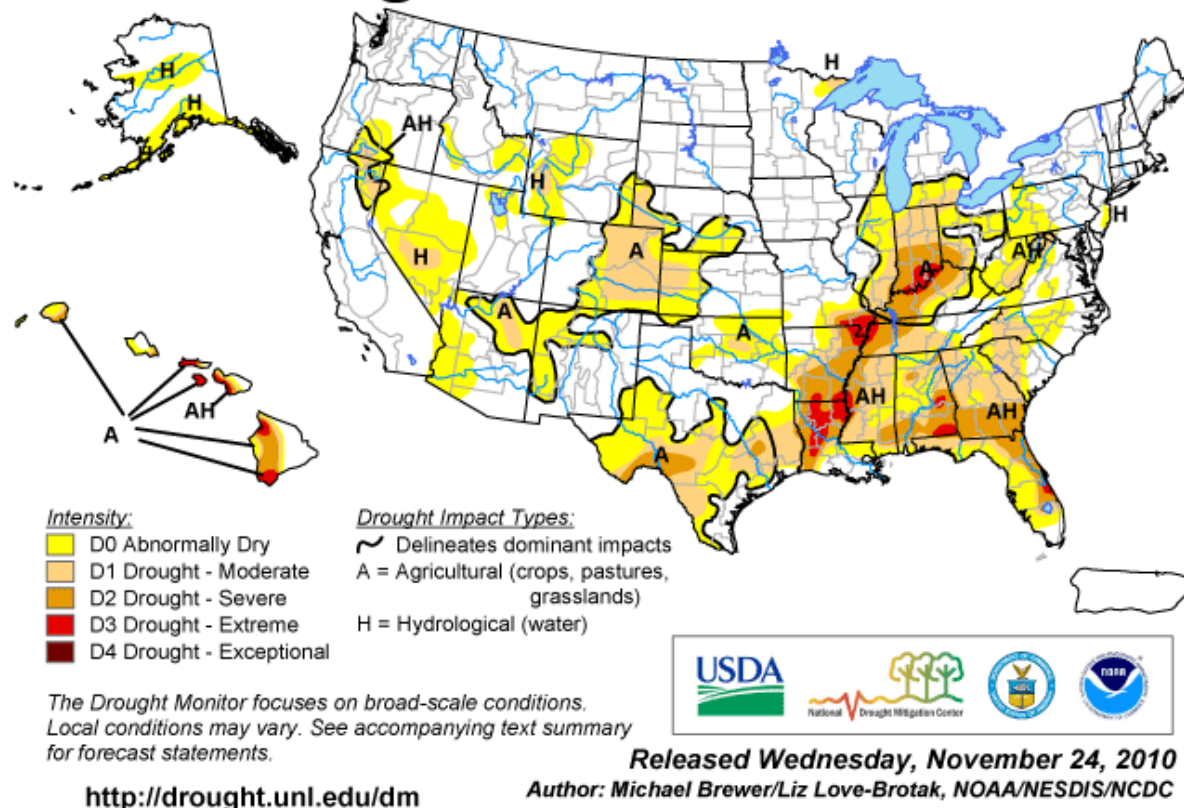 H
H
H
AH
H
H
H
A
A
H
A
A
H
A
AH
AH
A
A
AH
Intensity:
D0 Abnormally Dry
D1 Drought - Moderate
D2 Drought - Severe
D3 Drought - Extreme
D4 Drought - Exceptional
Drought Impact Types:
Delineates dominant impacts
A = Agricultural (crops, pastures,
grasslands)
H = Hydrological (water)
The Drought Monitor focuses on broad-scale conditions.
Local conditions may vary. See accompanying text summary
for forecast statements.
http://drought.unl.edu/dm
USDA
National Drought Mitigation Center
noaa
Released Wednesday, November 24, 2010
Author: Michael Brewer/Liz Love-Brotak, NOAA/NESDIS/NCDC